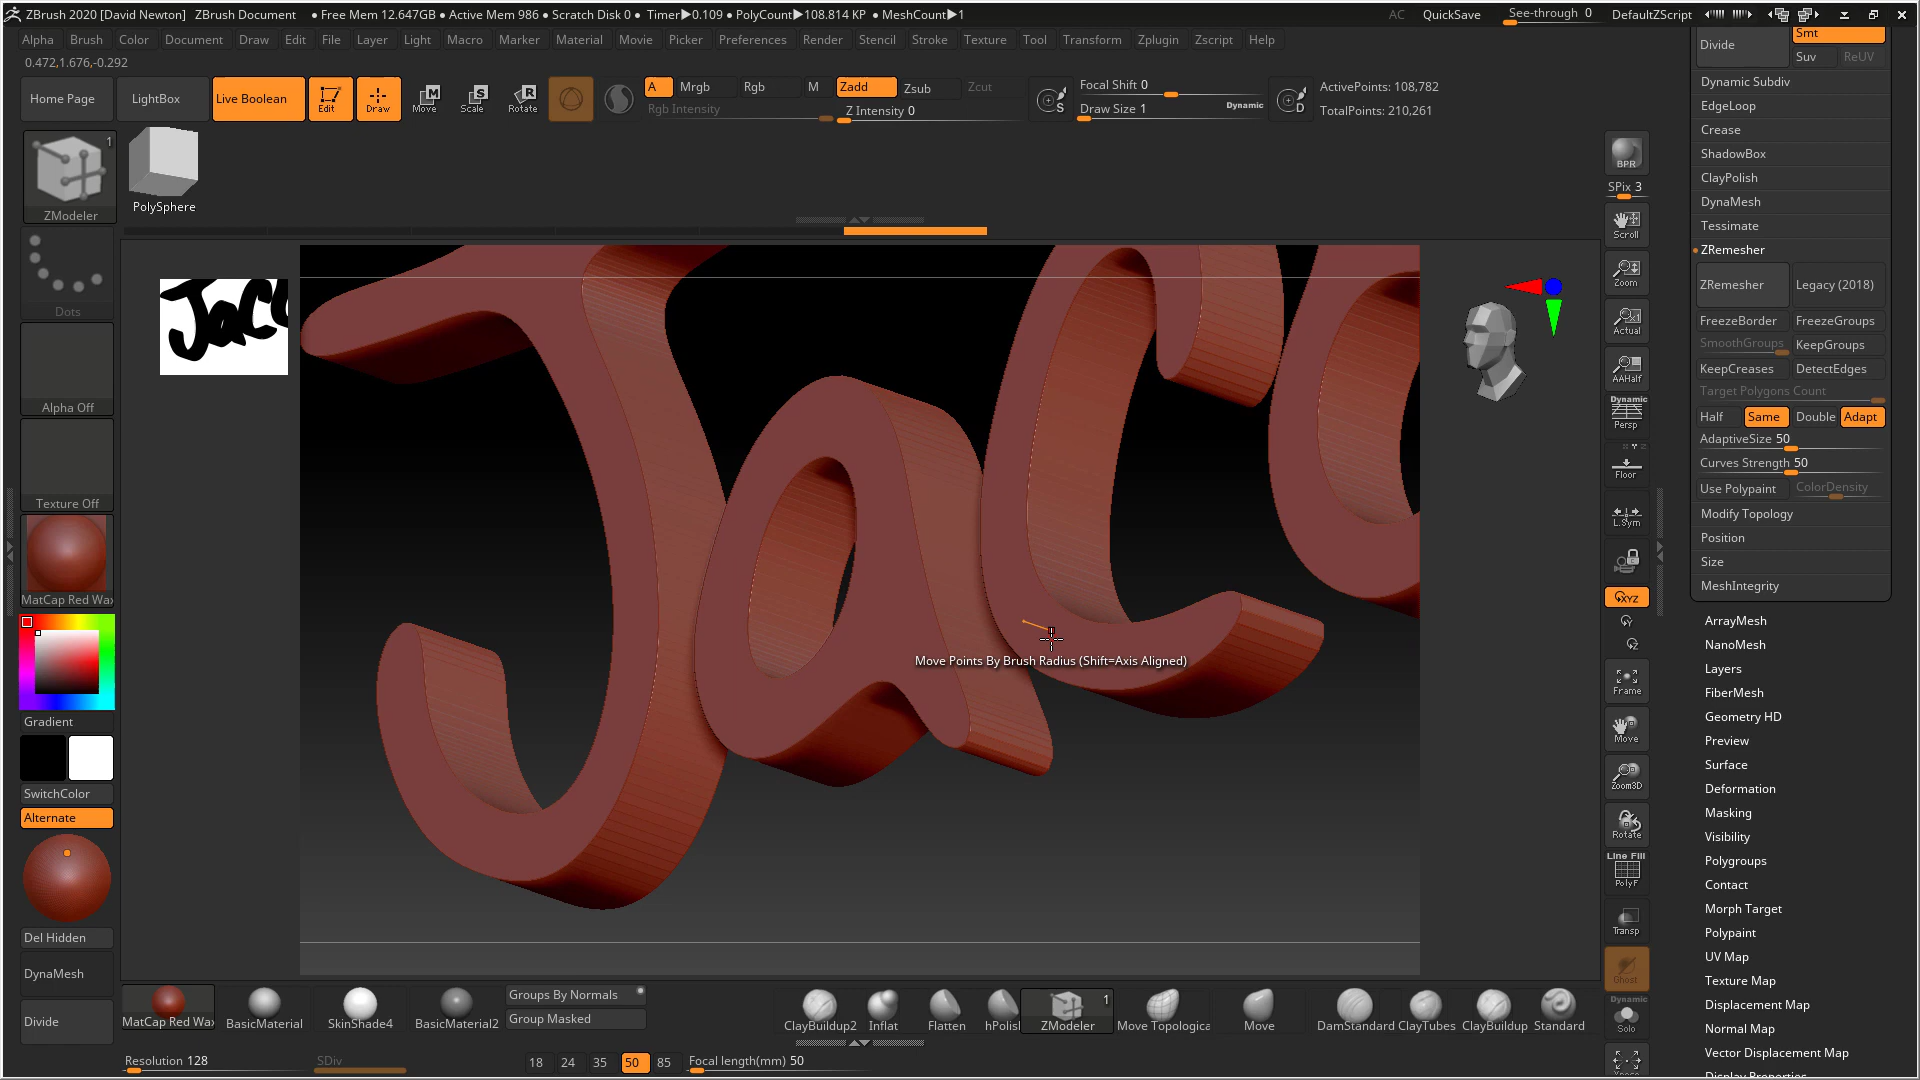 ZBrush 2020 [David Newton] ZBrush Document ● Free Mem 12.647GB ● Active Mem 986 ● Scratch Disk 0 ● Timer▶0.109 ● PolyCount▶108.814 KP ● MeshCount▶1 AC QuickSave See-through 0 DefaultZScript
Alpha Brush Color Document Draw Edit File Layer Light Macro Marker Material Movie Picker Preferences Render Stencil Stroke Texture Tool Transform Zplugin Zscript Help
0.472,1.676,-0.292
Home Page LightBox Live Boolean Edit Draw Move Scale Rotate
M S R
A Mrgb Rgb M Zadd Zsub Zcut
Rgb Intensity Z Intensity 0
S Focal Shift 0
Draw Size 1 Dynamic
D ActivePoints: 108,782
TotalPoints: 210,261
1
ZModeler
PolySphere
Dots
Alpha Off
Texture Off
MatCap Red Wax
Gradient
SwitchColor
Alternate
Del Hidden
DynaMesh
Divide
Jaco
Jaco
Move Points By Brush Radius (Shift=Axis Aligned)
BPR
SPix 3
Scroll
Zoom
Actual
AAHalf
Dynamic
Persp
Floor
L.Sym
XYZ
Y
Z
Frame
Move
Zoom3D
Rotate
Line Fill
PolyF
Transp
Ghost
Dynamic
Solo
Xpose
Smt
Divide
Suv ReUV
Dynamic Subdiv
EdgeLoop
Crease
ShadowBox
ClayPolish
DynaMesh
Tessimate
ZRemesher
ZRemesher Legacy (2018)
FreezeBorder FreezeGroups
SmoothGroups KeepGroups
KeepCreases DetectEdges
Target Polygons Count
Half Same Double Adapt
AdaptiveSize 50
Curves Strength 50
Use Polypaint ColorDensity
Modify Topology
Position
Size
MeshIntegrity
ArrayMesh
NanoMesh
Layers
FiberMesh
Geometry HD
Preview
Surface
Deformation
Masking
Visibility
Polygroups
Contact
Morph Target
Polypaint
UV Map
Texture Map
Displacement Map
Normal Map
Vector Displacement Map
Display Properties
MatCap Red Wax BasicMaterial SkinShade4 BasicMaterial2
Groups By Normals
Group Masked
ClayBuildup2 Inflat Flatten hPolish ZModeler 1 Move Topologica Move DamStandard ClayTubes ClayBuildup Standard
Resolution 128 SDiv 18 24 35 50 85 Focal length(mm) 50